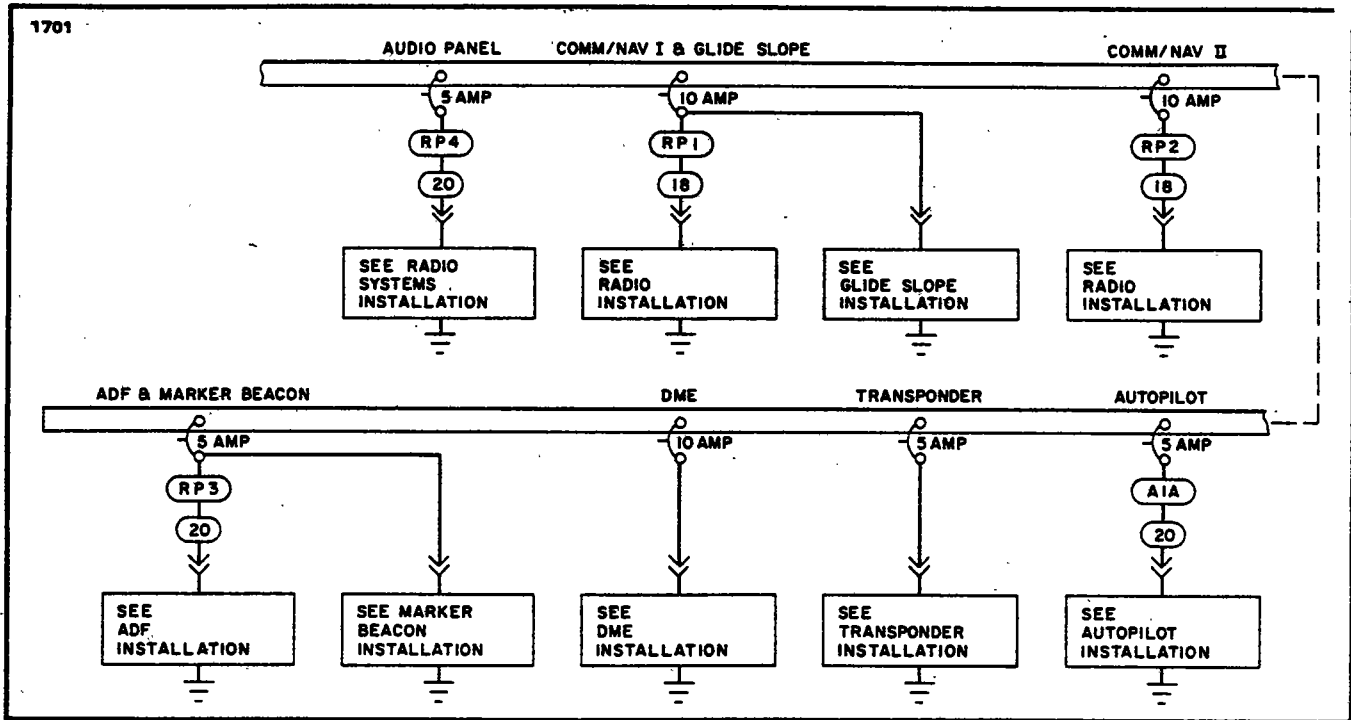 1701
AUDIO PANEL COMM/NAV I & GLIDE SLOPE COMM/NAV II
5 AMP 10 AMP 10 AMP
RP4 RP1 RP2
20 18 18
SEE RADIO
SYSTEMS
INSTALLATION
SEE
RADIO
INSTALLATION
SEE
GLIDE SLOPE
INSTALLATION
SEE
RADIO
INSTALLATION
ADF & MARKER BEACON DME TRANSPONDER AUTOPILOT
5 AMP 10 AMP 5 AMP 5 AMP
RP3 A1A
20 20
SEE
ADF
INSTALLATION
SEE MARKER
BEACON
INSTALLATION
SEE
DME
INSTALLATION
SEE
TRANSPONDER
INSTALLATION
SEE
AUTOPILOT
INSTALLATION